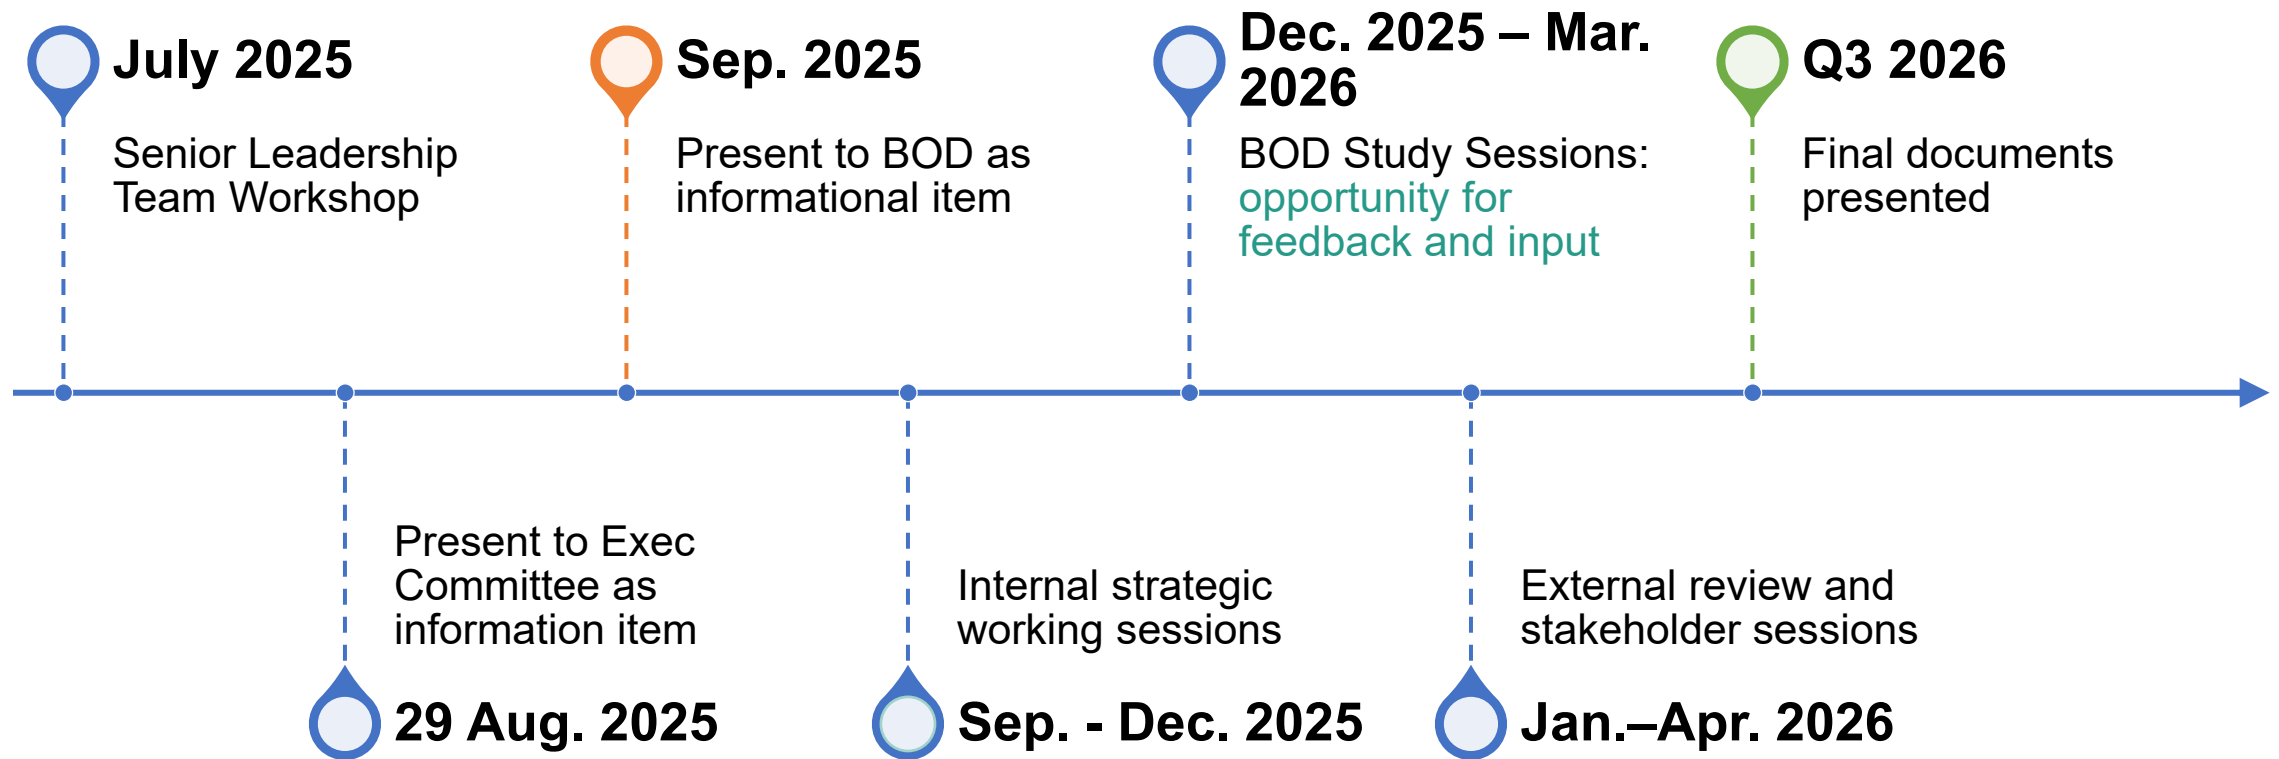 July 2025
Senior Leadership
Team Workshop
Present to Exec
Committee as
information item
29 Aug. 2025
Sep. 2025
Present to BOD as
informational item
Internal strategic
working sessions
Sep. - Dec. 2025
Dec. 2025 – Mar.
2026
BOD Study Sessions:
opportunity for
feedback and input
External review and
stakeholder sessions
Jan.–Apr. 2026
Q3 2026
Final documents
presented